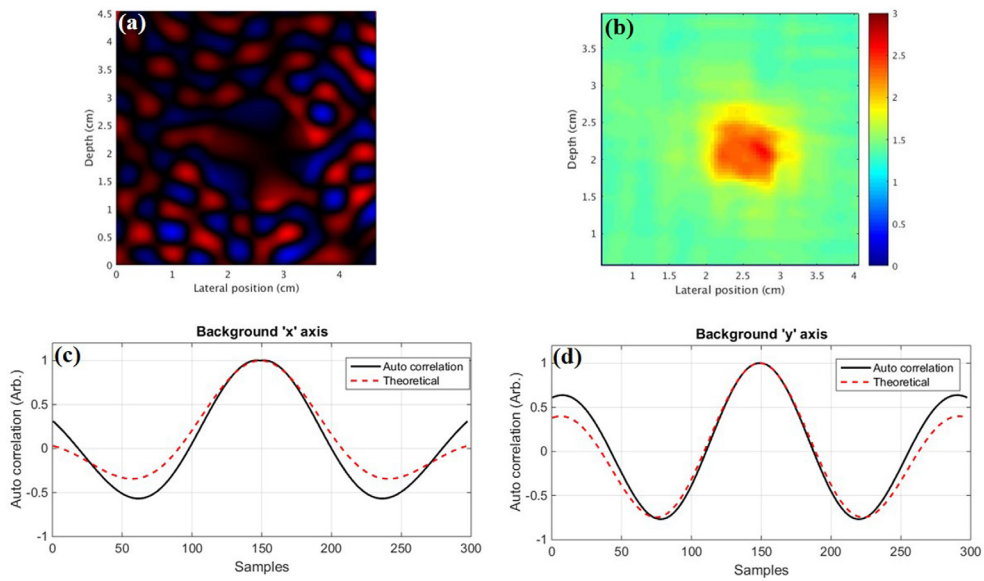 (a)
4.5
4
3.5
3
2.5
2
1.5
1
0.5
0
Depth (cm)
0 1 2 3 4
Lateral position (cm)
(b)
3.5
3
2.5
2
1.5
1
Depth (cm)
1 1.5 2 2.5 3 3.5 4
Lateral position (cm)
3
2.5
2
1.5
1
0.5
0
Background 'x' axis
(c)
Auto correlation
Theoretical
1
0.5
0
-0.5
-1
Auto correlation (Arb.)
0 50 100 150 200 250 300
Samples
Background 'y' axis
(d)
Auto correlation
Theoretical
1
0.5
0
-0.5
-1
Auto correlation (Arb.)
0 50 100 150 200 250 300
Samples